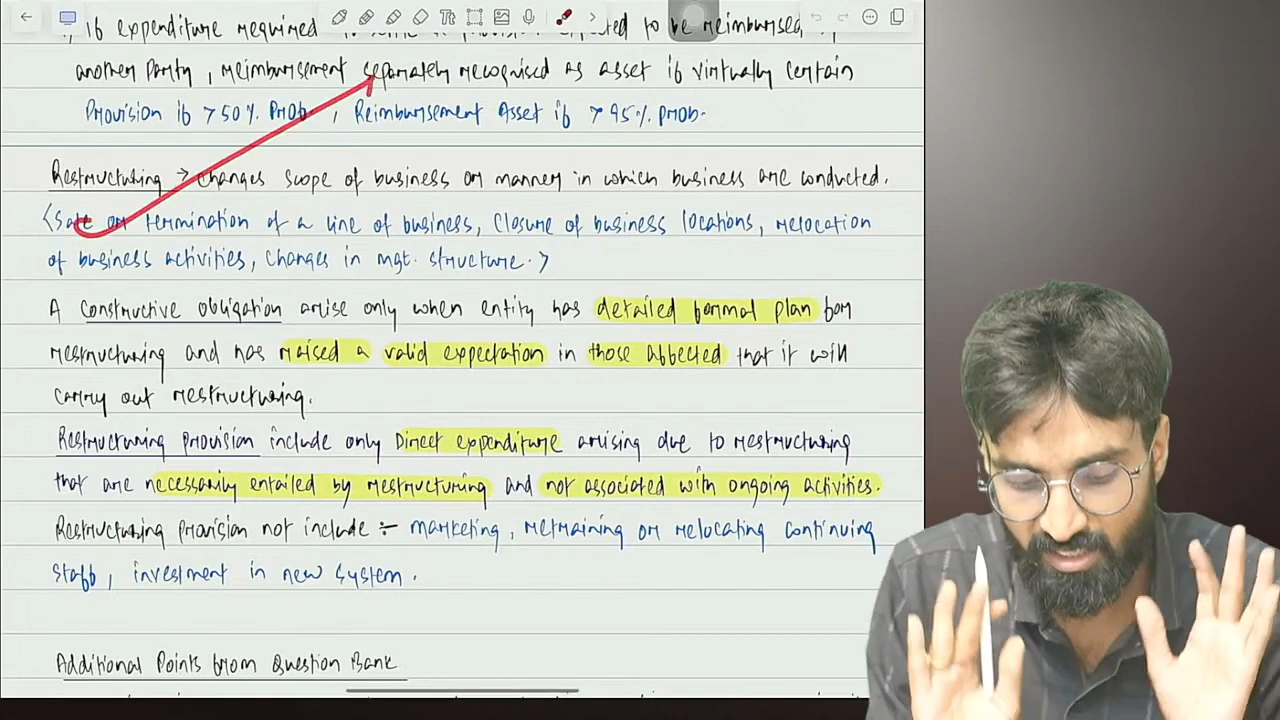 if expenditure required to be reimbursed
another Party, reimbursement separately recognised as asset if virtually certain
Provision if >50% Prob., Reimbursement Asset if >95% prob.
Restructuring → Changes scope of business or manner in which business are conducted.
(Sale or termination of a line of business, Closure of business locations, relocation
of business activities, Changes in mgt. structure.)
A constructive obligation arise only when entity has detailed formal plan for
restructuring and has raised a valid expectation in those affected that it will
carry out restructuring.
Restructuring provision include only Direct expenditure arising due to restructuring
that are necessarily entailed by restructuring and not associated with ongoing activities.
Restructuring provision not include :- marketing, retraining or relocating continuing
staff, investment in new system.
Additional Points from Question Bank